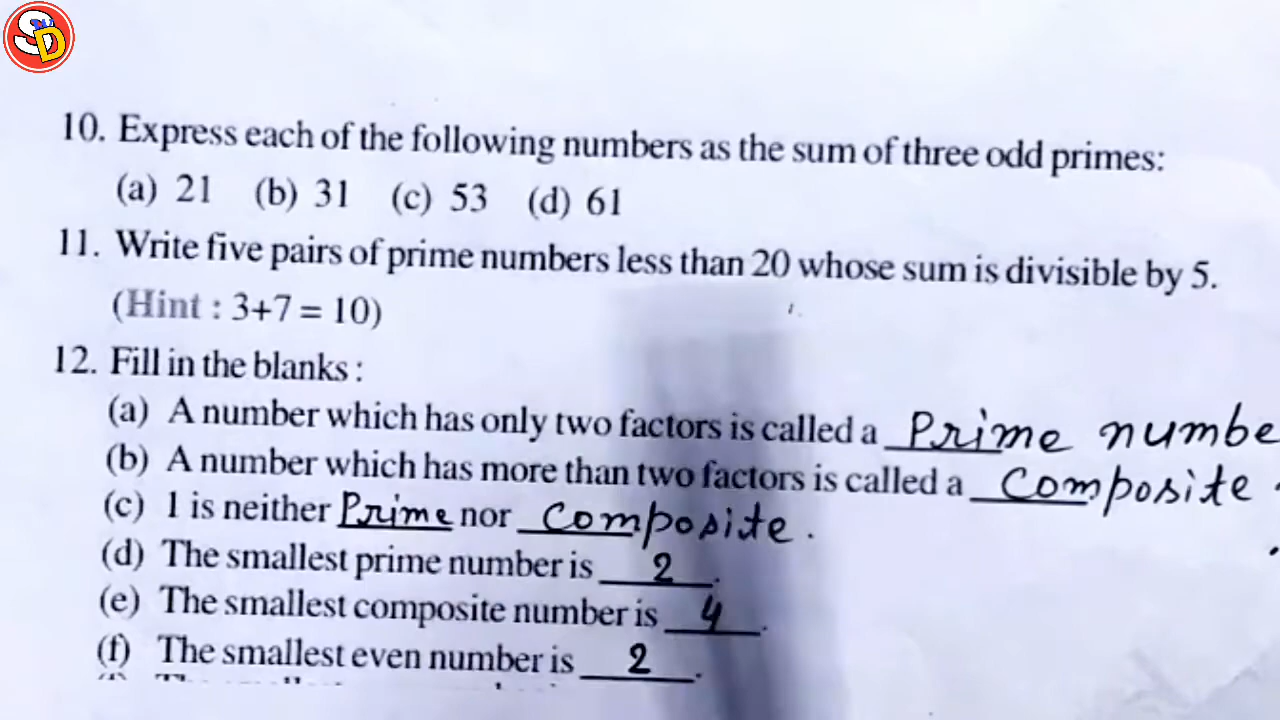 SD
10. Express each of the following numbers as the sum of three odd primes:
(a) 21 (b) 31 (c) 53 (d) 61
11. Write five pairs of prime numbers less than 20 whose sum is divisible by 5.
(Hint : 3+7 = 10)
12. Fill in the blanks :
(a) A number which has only two factors is called a Prime numbe
(b) A number which has more than two factors is called a composite
(c) 1 is neither Prime nor composite.
(d) The smallest prime number is 2.
(e) The smallest composite number is 4.
(f) The smallest even number is 2.